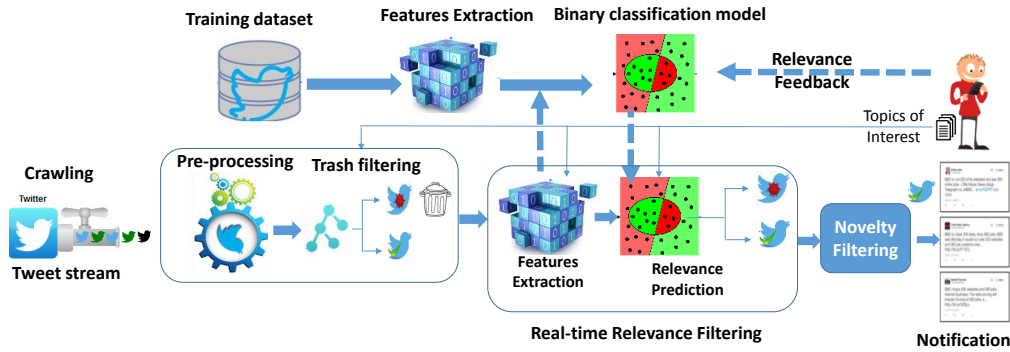 Training dataset
Features Extraction
Binary classification model
Relevance
Feedback
Topics of
Interest
Crawling
Twitter
Tweet stream
Pre-processing
Trash filtering
Features
Extraction
Relevance
Prediction
Real-time Relevance Filtering
Novelty
Filtering
Notification